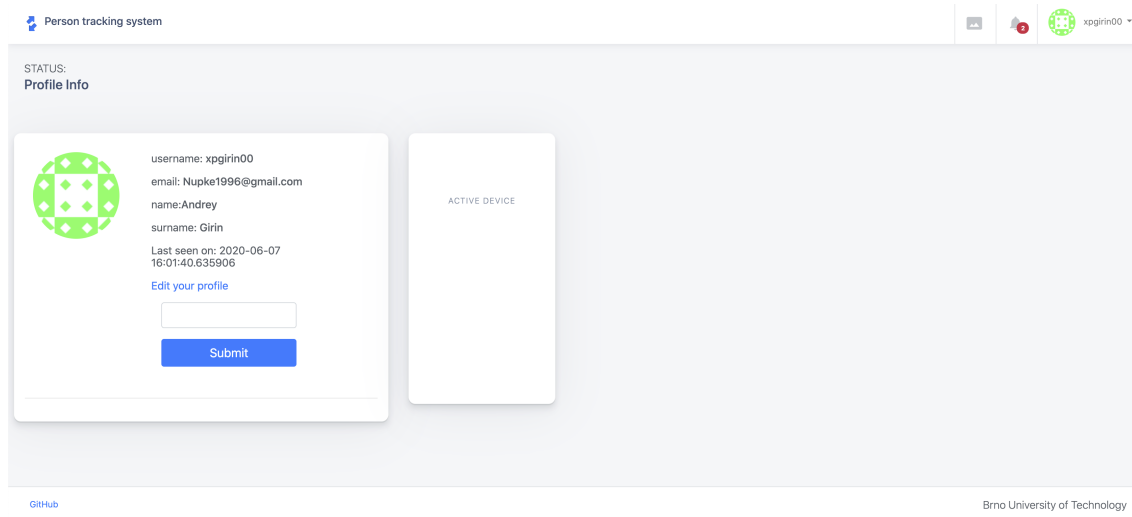 Person tracking system
2
xpgirin00
STATUS:
Profile Info
username: xpgirin00
email: Nupke1996@gmail.com
name:Andrey
surname: Girin
Last seen on: 2020-06-07
16:01:40.635906
Edit your profile
Submit
ACTIVE DEVICE
GitHub
Brno University of Technology